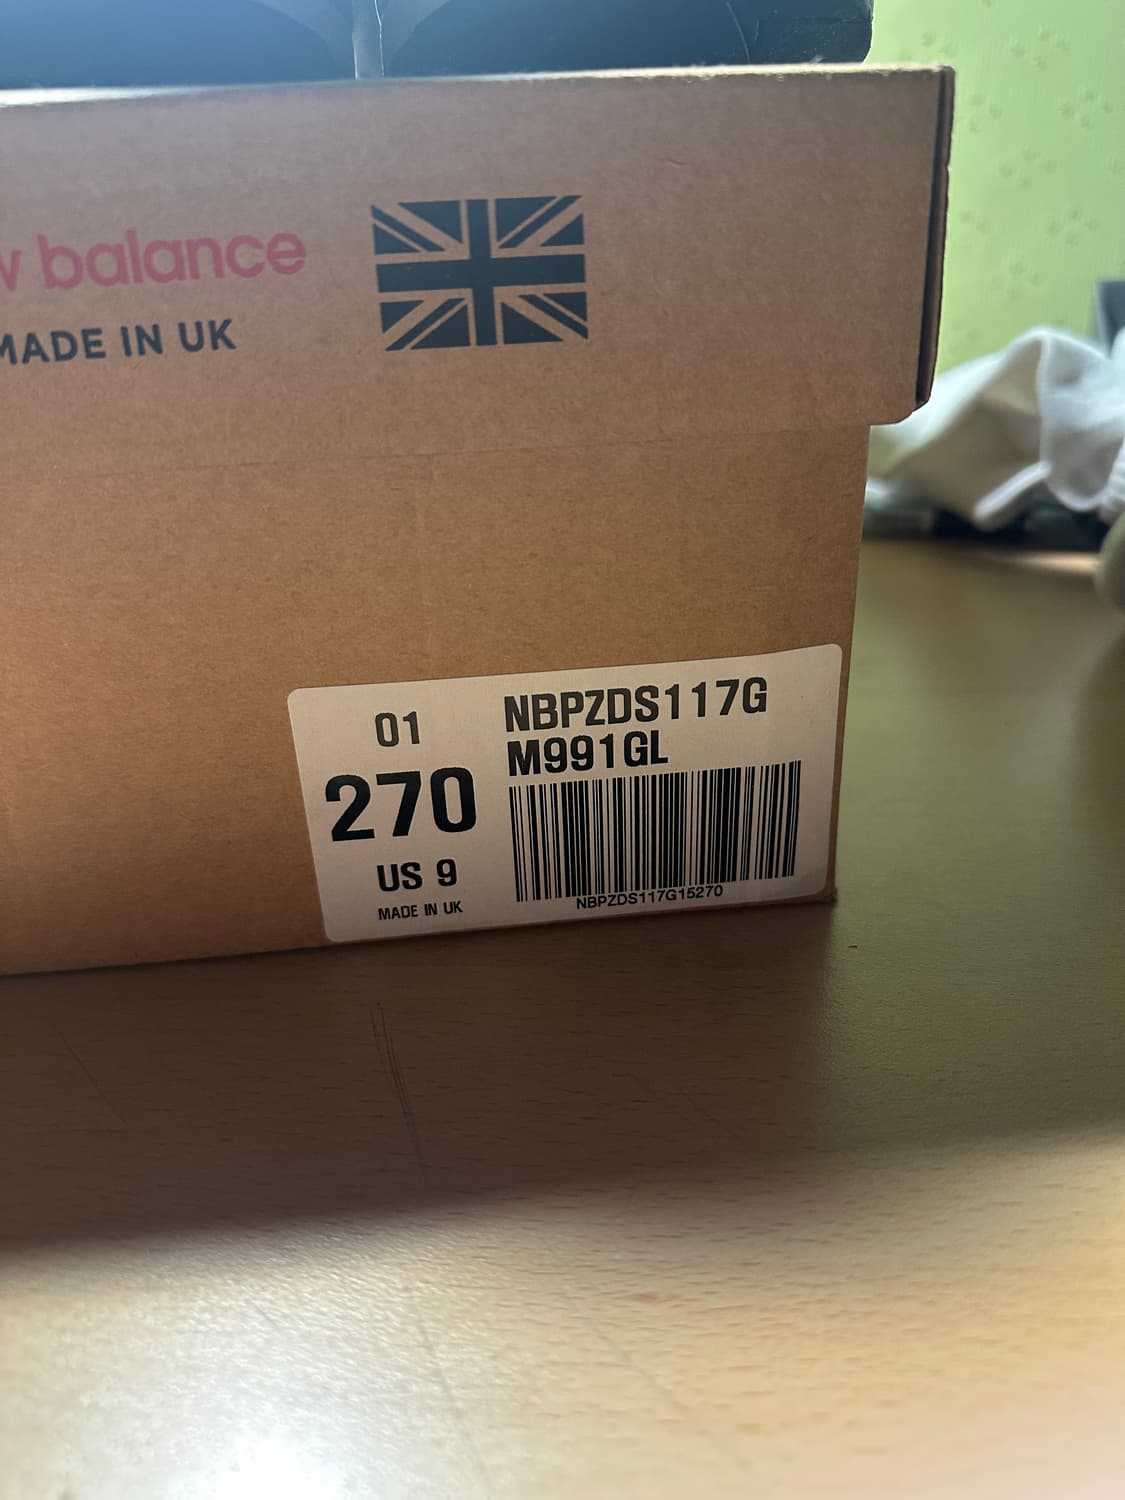 w balance
MADE IN UK
01
270
US 9
MADE IN UK
NBPZDS117G
M991GL
NBPZDS117G15270